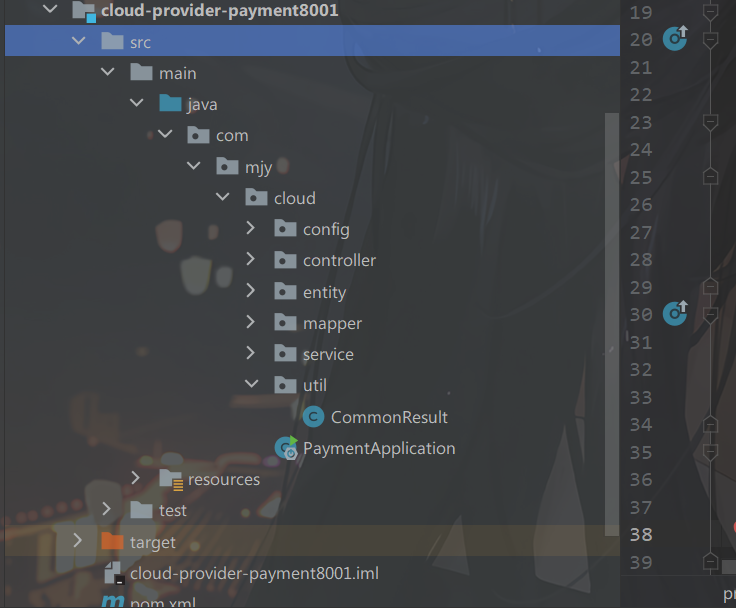 cloud-provider-payment8001
src
main
java
com
mjy
cloud
config
controller
entity
mapper
service
util
CommonResult
PaymentApplication
resources
test
target
cloud-provider-payment8001.iml
pom.xml
19
20
21
22
23
24
25
26
27
28
29
30
31
32
33
34
35
36
37
38
39
pr